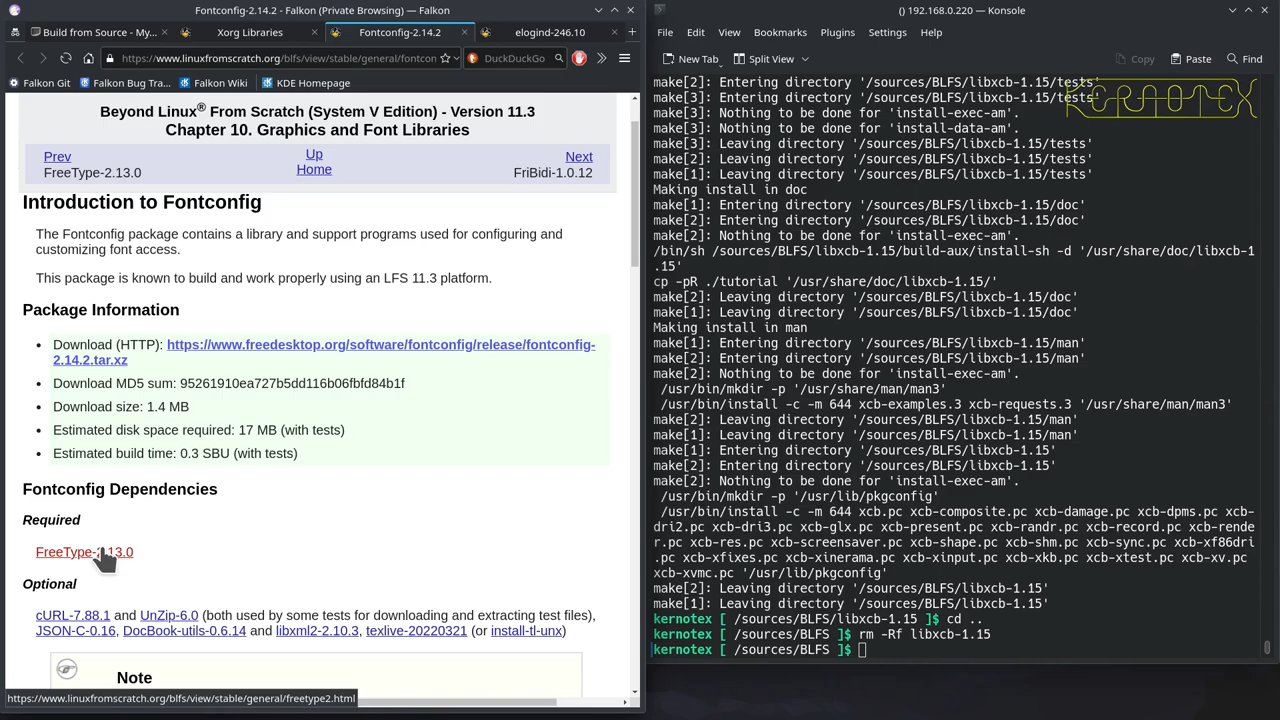 Fontconfig-2.14.2 - Falkon (Private Browsing) — Falkon
Build from Source - My...
Xorg Libraries
Fontconfig-2.14.2
elogind-246.10
https://www.linuxfromscratch.org/blfs/view/stable/general/fontcon
DuckDuckGo
Falkon Git
Falkon Bug Tra...
Falkon Wiki
KDE Homepage
Beyond Linux® From Scratch (System V Edition) - Version 11.3
Chapter 10. Graphics and Font Libraries
Prev
Up
Next
FreeType-2.13.0
Home
FriBidi-1.0.12
Introduction to Fontconfig
The Fontconfig package contains a library and support programs used for configuring and
customizing font access.
This package is known to build and work properly using an LFS 11.3 platform.
Package Information
Download (HTTP): https://www.freedesktop.org/software/fontconfig/release/fontconfig-
2.14.2.tar.xz
Download MD5 sum: 95261910ea727b5dd116b06fbfd84b1f
Download size: 1.4 MB
Estimated disk space required: 17 MB (with tests)
Estimated build time: 0.3 SBU (with tests)
Fontconfig Dependencies
Required
FreeType-2.13.0
Optional
cURL-7.88.1 and UnZip-6.0 (both used by some tests for downloading and extracting test files),
JSON-C-0.16, DocBook-utils-0.6.14 and libxml2-2.10.3, texlive-20220321 (or install-tl-unx)
Note
https://www.linuxfromscratch.org/blfs/view/stable/general/freetype2.html
() 192.168.0.220 — Konsole
File Edit View Bookmarks Plugins Settings Help
New Tab
Split View
Copy
Paste
Find
KERNOTEX
make[2]: Entering directory '/sources/BLFS/libxcb-1.15/tests'
make[3]: Entering directory '/sources/BLFS/libxcb-1.15/tests'
make[3]: Nothing to be done for 'install-exec-am'.
make[3]: Nothing to be done for 'install-data-am'.
make[3]: Leaving directory '/sources/BLFS/libxcb-1.15/tests'
make[2]: Leaving directory '/sources/BLFS/libxcb-1.15/tests'
make[1]: Leaving directory '/sources/BLFS/libxcb-1.15/tests'
Making install in doc
make[1]: Entering directory '/sources/BLFS/libxcb-1.15/doc'
make[2]: Entering directory '/sources/BLFS/libxcb-1.15/doc'
make[2]: Nothing to be done for 'install-exec-am'.
/bin/sh /sources/BLFS/libxcb-1.15/build-aux/install-sh -d '/usr/share/doc/libxcb-1
.15'
cp -pR ./tutorial '/usr/share/doc/libxcb-1.15/'
make[2]: Leaving directory '/sources/BLFS/libxcb-1.15/doc'
make[1]: Leaving directory '/sources/BLFS/libxcb-1.15/doc'
Making install in man
make[1]: Entering directory '/sources/BLFS/libxcb-1.15/man'
make[2]: Entering directory '/sources/BLFS/libxcb-1.15/man'
make[2]: Nothing to be done for 'install-exec-am'.
/usr/bin/mkdir -p '/usr/share/man/man3'
/usr/bin/install -c -m 644 xcb-examples.3 xcb-requests.3 '/usr/share/man/man3'
make[2]: Leaving directory '/sources/BLFS/libxcb-1.15/man'
make[1]: Leaving directory '/sources/BLFS/libxcb-1.15/man'
make[1]: Entering directory '/sources/BLFS/libxcb-1.15'
make[2]: Entering directory '/sources/BLFS/libxcb-1.15'
make[2]: Nothing to be done for 'install-exec-am'.
/usr/bin/mkdir -p '/usr/lib/pkgconfig'
/usr/bin/install -c -m 644 xcb.pc xcb-composite.pc xcb-damage.pc xcb-dpms.pc xcb-
dri2.pc xcb-dri3.pc xcb-glx.pc xcb-present.pc xcb-randr.pc xcb-record.pc xcb-rende
r.pc xcb-res.pc xcb-screensaver.pc xcb-shape.pc xcb-shm.pc xcb-sync.pc xcb-xf86dri
.pc xcb-xfixes.pc xcb-xinerama.pc xcb-xinput.pc xcb-xkb.pc xcb-xtest.pc xcb-xv.pc
xcb-xvmc.pc '/usr/lib/pkgconfig'
make[2]: Leaving directory '/sources/BLFS/libxcb-1.15'
make[1]: Leaving directory '/sources/BLFS/libxcb-1.15'
kernotex [ /sources/BLFS/libxcb-1.15 ]$ cd ..
kernotex [ /sources/BLFS ]$ rm -Rf libxcb-1.15
kernotex [ /sources/BLFS ]$